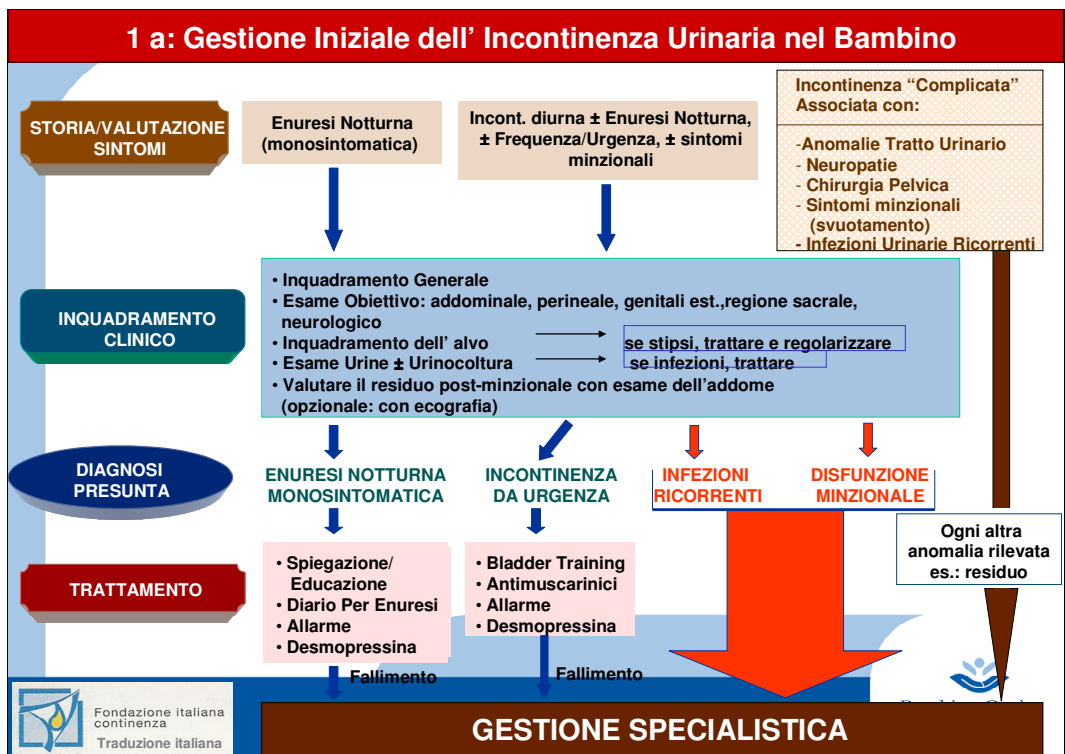 1 a: Gestione Iniziale dell' Incontinenza Urinaria nel Bambino
STORIA/VALUTAZIONE
SINTOMI
Enuresi Notturna
(monosintomatica)
Incont. diurna ± Enuresi Notturna,
± Frequenza/Urgenza, ± sintomi
minzionali
Incontinenza “Complicata”
Associata con:
-Anomalie Tratto Urinario
- Neuropatie
- Chirurgia Pelvica
- Sintomi minzionali
(svuotamento)
- Infezioni Urinarie Ricorrenti
INQUADRAMENTO
CLINICO
• Inquadramento Generale
• Esame Obiettivo: addominale, perineale, genitali est.,regione sacrale,
neurologico
• Inquadramento dell' alvo se stipsi, trattare e regolarizzare
• Esame Urine ± Urinocoltura se infezioni, trattare
• Valutare il residuo post-minzionale con esame dell'addome
(opzionale: con ecografia)
DIAGNOSI
PRESUNTA
ENURESI NOTTURNA
MONOSINTOMATICA
INCONTINENZA
DA URGENZA
INFEZIONI
RICORRENTI
DISFUNZIONE
MINZIONALE
Ogni altra
anomalia rilevata
es.: residuo
TRATTAMENTO
• Spiegazione/
Educazione
• Diario Per Enuresi
• Allarme
• Desmopressina
• Bladder Training
• Antimuscarinici
• Allarme
• Desmopressina
Fallimento
Fallimento
Fondazione italiana
continenza
Traduzione italiana
GESTIONE SPECIALISTICA